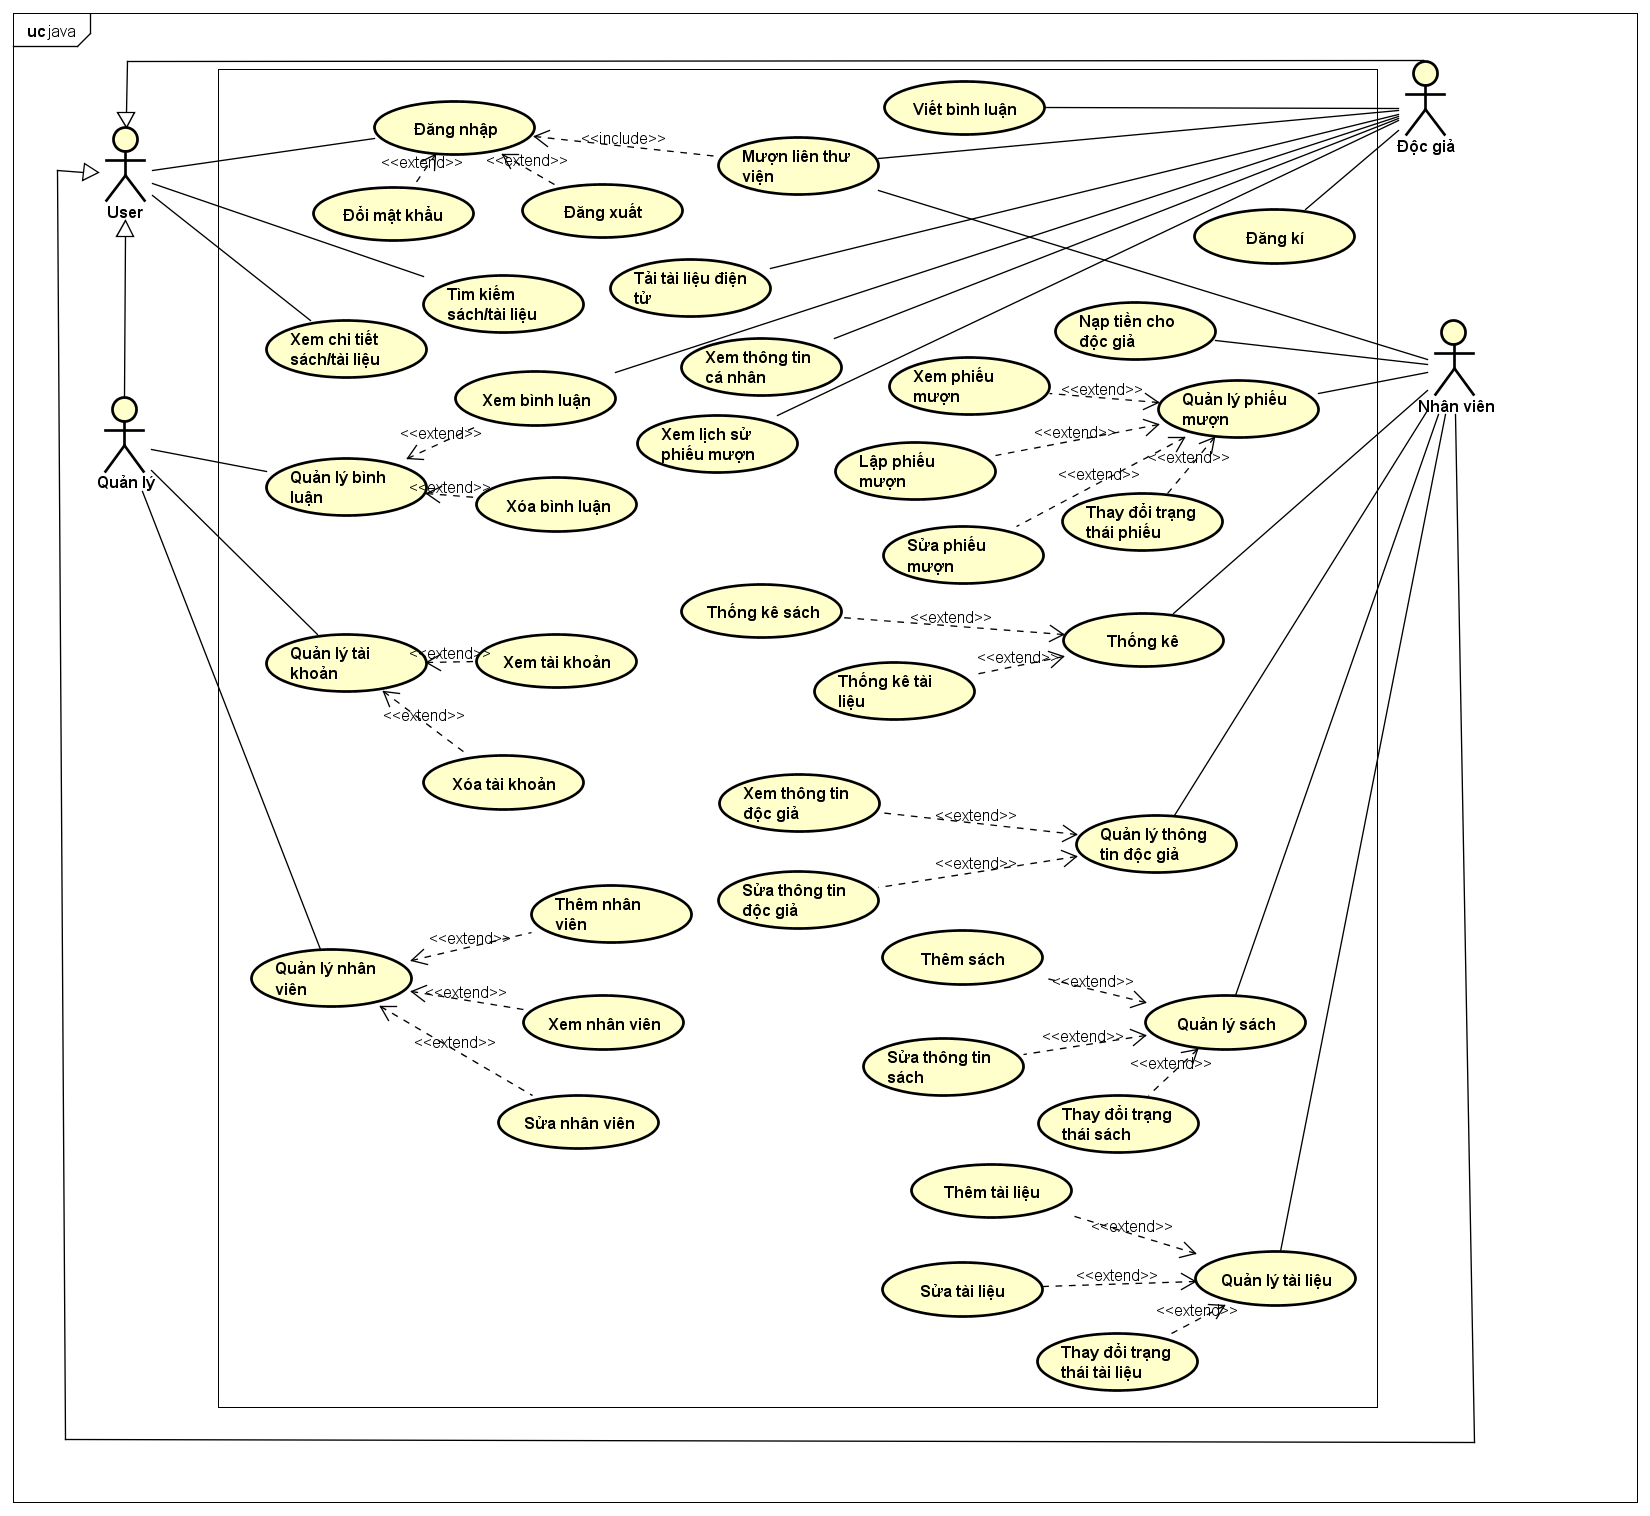 uc java
Độc giả
User
Viết bình luận
Đăng nhập
<<include>>
<<extend>>
<<extend>>
Mượn liên thư
viện
Đổi mật khẩu
Đăng xuất
Đăng kí
Tải tài liệu điện
tử
Tìm kiếm
sách/tài liệu
Xem chi tiết
sách/tài liệu
Nạp tiền cho
độc giả
Xem thông tin
cá nhân
Nhân viên
Xem phiếu
mượn
<<extend>>
Quản lý phiếu
mượn
Xem bình luận
<<extend>>
Xem lịch sử
phiếu mượn
<<extend>>
Lập phiếu
mượn
<<extend>>
<<extend>>
Quản lý
Quản lý bình
luận
<<extend>>
Xóa bình luận
Thay đổi trạng
thái phiếu
Sửa phiếu
mượn
Thống kê sách
<<extend>>
Thống kê
<<extend>>
Thống kê tài
liệu
Quản lý tài
khoản
<<extend>>
Xem tài khoản
<<extend>>
Xóa tài khoản
Xem thông tin
độc giả
<<extend>>
Quản lý thông
tin độc giả
<<extend>>
Sửa thông tin
độc giả
Thêm nhân
viên
<<extend>>
Quản lý nhân
viên
<<extend>>
Xem nhân viên
<<extend>>
Sửa nhân viên
Thêm sách
<<extend>>
Quản lý sách
<<extend>>
Sửa thông tin
sách
<<extend>>
Thay đổi trạng
thái sách
Thêm tài liệu
<<extend>>
Sửa tài liệu
<<extend>>
Quản lý tài liệu
<<extend>>
Thay đổi trạng
thái tài liệu